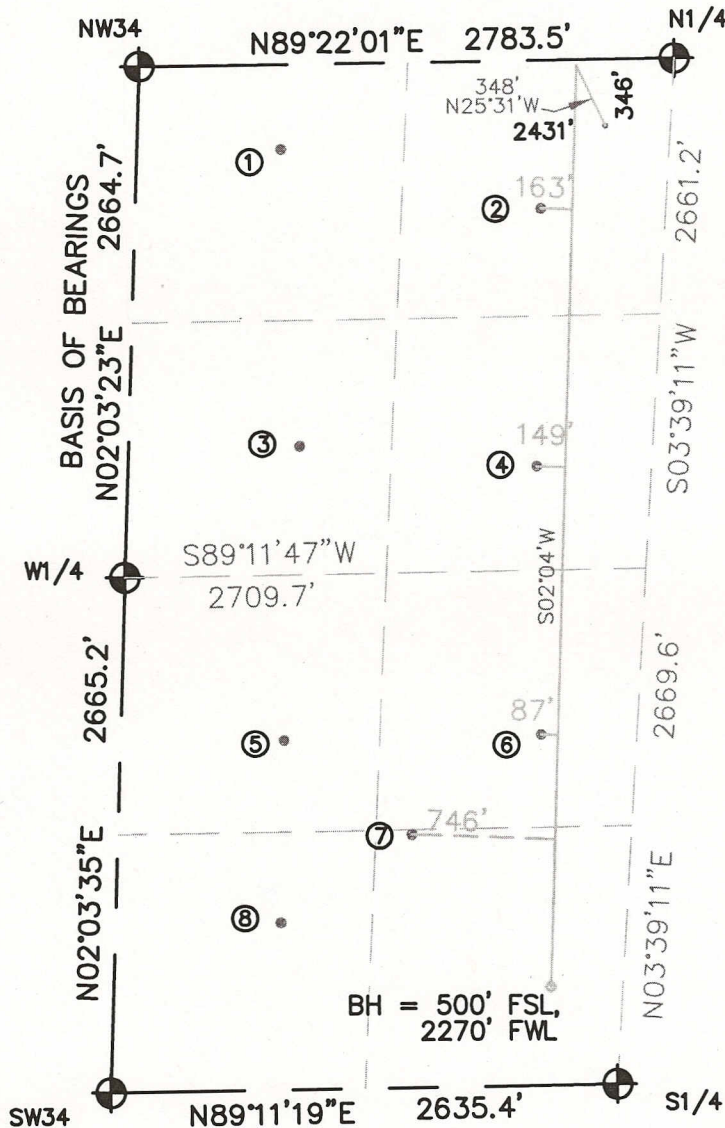 NW34
N89°22'01"E 2783.5'
N1/4
348'
N25°31'W
2431'
346'
①
163'
②
2661.2'
2664.7'
BASIS OF BEARINGS
N02°03'23"E
S03°39'11"W
③
149'
④
S89°11'47"W
W1/4
2709.7'
S02°04'W
2665.2'
2669.6'
⑤
87'
⑥
⑦
746'
N02°03'35"E
⑧
N03°39'11"E
BH = 500' FSL,
2270' FWL
SW34
N89°11'19"E 2635.4'
S1/4